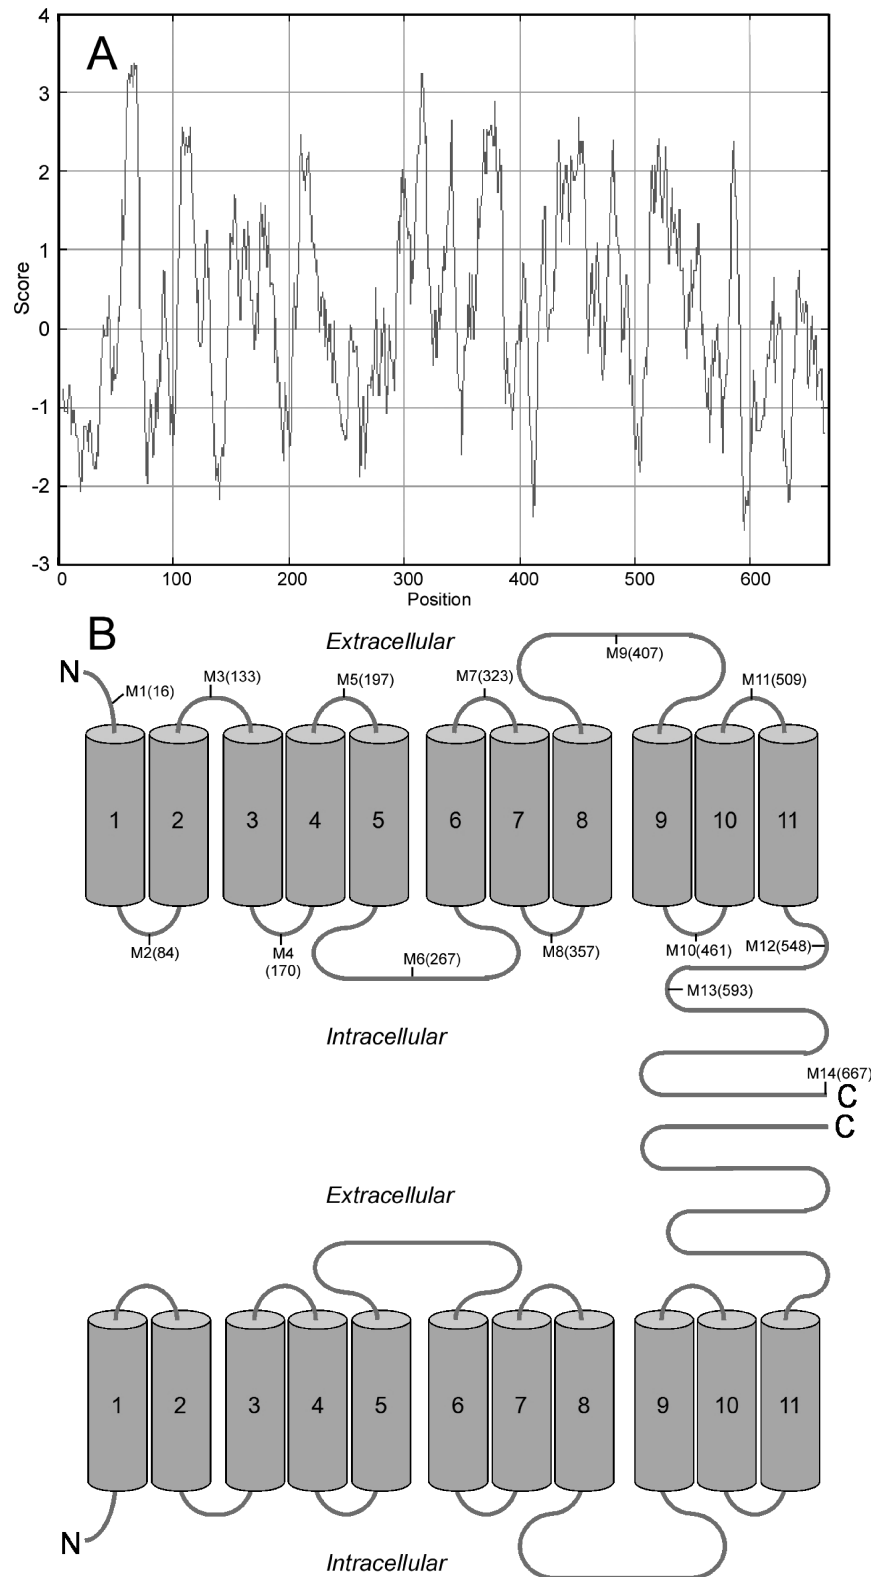 A
4
3
2
1
0
-1
-2
-3
Score
0 100 200 300 400 500 600
Position
B
Extracellular
N
M1(16)
M3(133)
M5(197)
M7(323)
M9(407)
M11(509)
1 2 3 4 5 6 7 8 9 10 11
M2(84)
M4
(170)
M6(267)
M8(357)
M10(461)
M12(548)
M13(593)
Intracellular
M14(667)
C
C
Extracellular
1 2 3 4 5 6 7 8 9 10 11
N
Intracellular